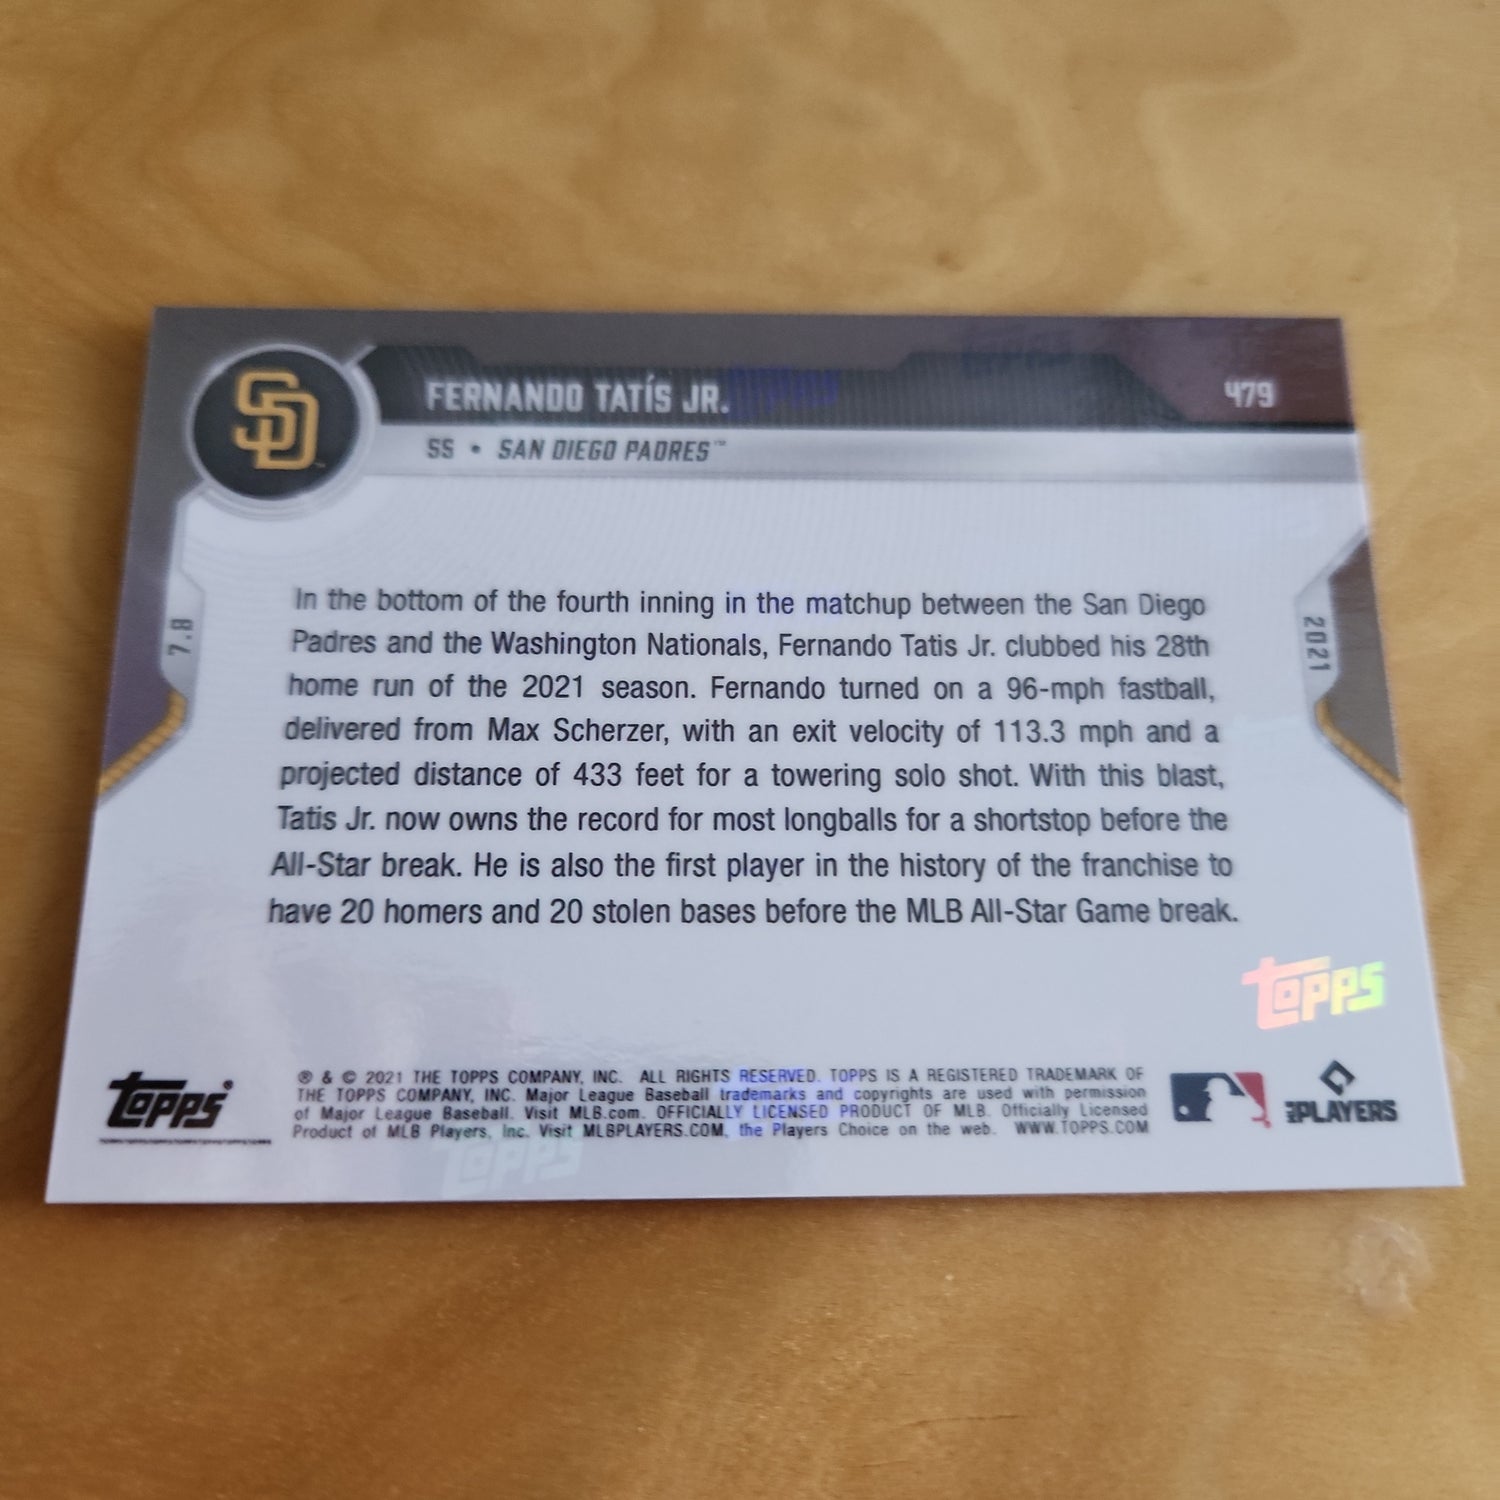 SD
FERNANDO TATÍS JR.
479
SS • SAN DIEGO PADRES™
7.8
2021
In the bottom of the fourth inning in the matchup between the San Diego
Padres and the Washington Nationals, Fernando Tatis Jr. clubbed his 28th
home run of the 2021 season. Fernando turned on a 96-mph fastball,
delivered from Max Scherzer, with an exit velocity of 113.3 mph and a
projected distance of 433 feet for a towering solo shot. With this blast,
Tatis Jr. now owns the record for most longballs for a shortstop before the
All-Star break. He is also the first player in the history of the franchise to
have 20 homers and 20 stolen bases before the MLB All-Star Game break.
topps
topps®
® & © 2021 THE TOPPS COMPANY, INC. ALL RIGHTS RESERVED. TOPPS IS A REGISTERED TRADEMARK OF
THE TOPPS COMPANY, INC. Major League Baseball trademarks and copyrights are used with permission
of Major League Baseball. Visit MLB.com. OFFICIALLY LICENSED PRODUCT OF MLB. Officially Licensed
Product of MLB Players, Inc. Visit MLBPLAYERS.COM, the Players Choice on the web. WWW.TOPPS.COM
PLAYERS
topps